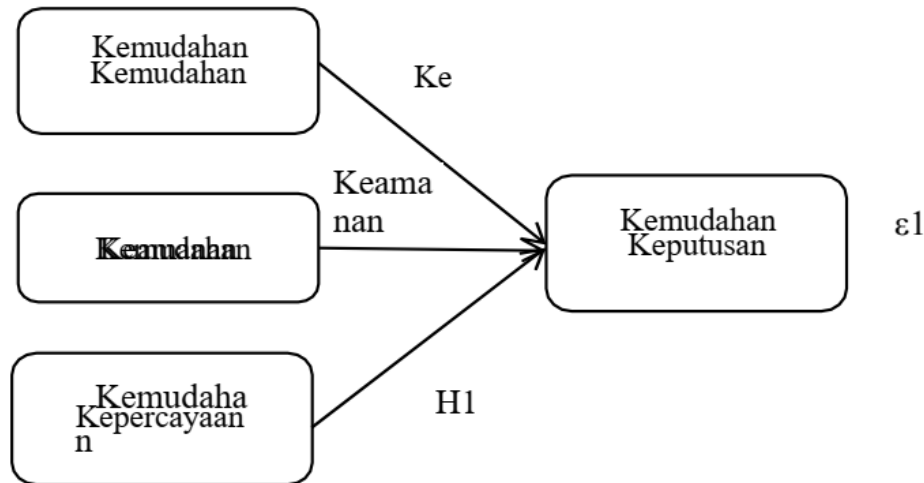 Kemudahan
Kemudahan
Ke
Keama
nan
Kemudahan
Keputusan
ε1
Kemudaha
Kepercayaan
n
H1